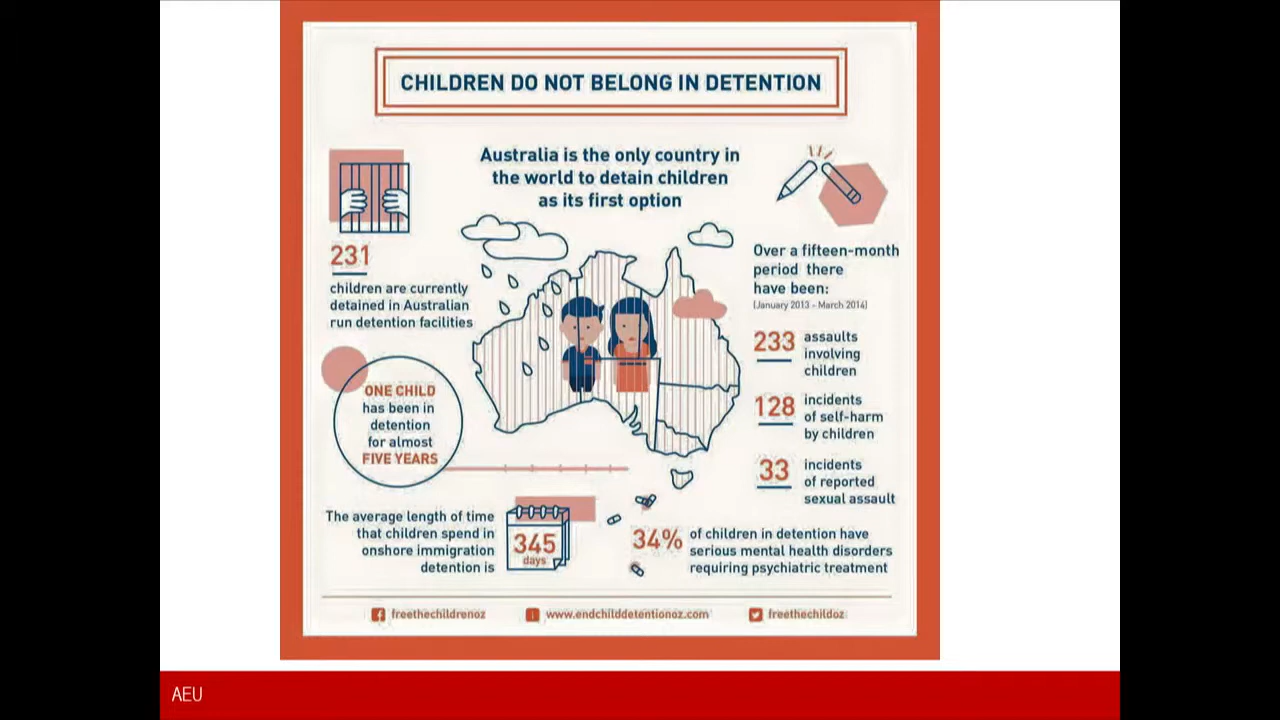 CHILDREN DO NOT BELONG IN DETENTION
Australia is the only country in
the world to detain children
as its first option
231
children are currently
detained in Australian
run detention facilities
ONE CHILD
has been in
detention
for almost
FIVE YEARS
The average length of time
that children spend in
onshore immigration
detention is
345
days
Over a fifteen-month
period there
have been:
(January 2013 - March 2014)
233
assaults
involving
children
128
incidents
of self-harm
by children
33
incidents
of reported
sexual assault
34%
of children in detention have
serious mental health disorders
requiring psychiatric treatment
freethechildrenoz
www.endchilddetentionoz.com
freethechildoz
AEU